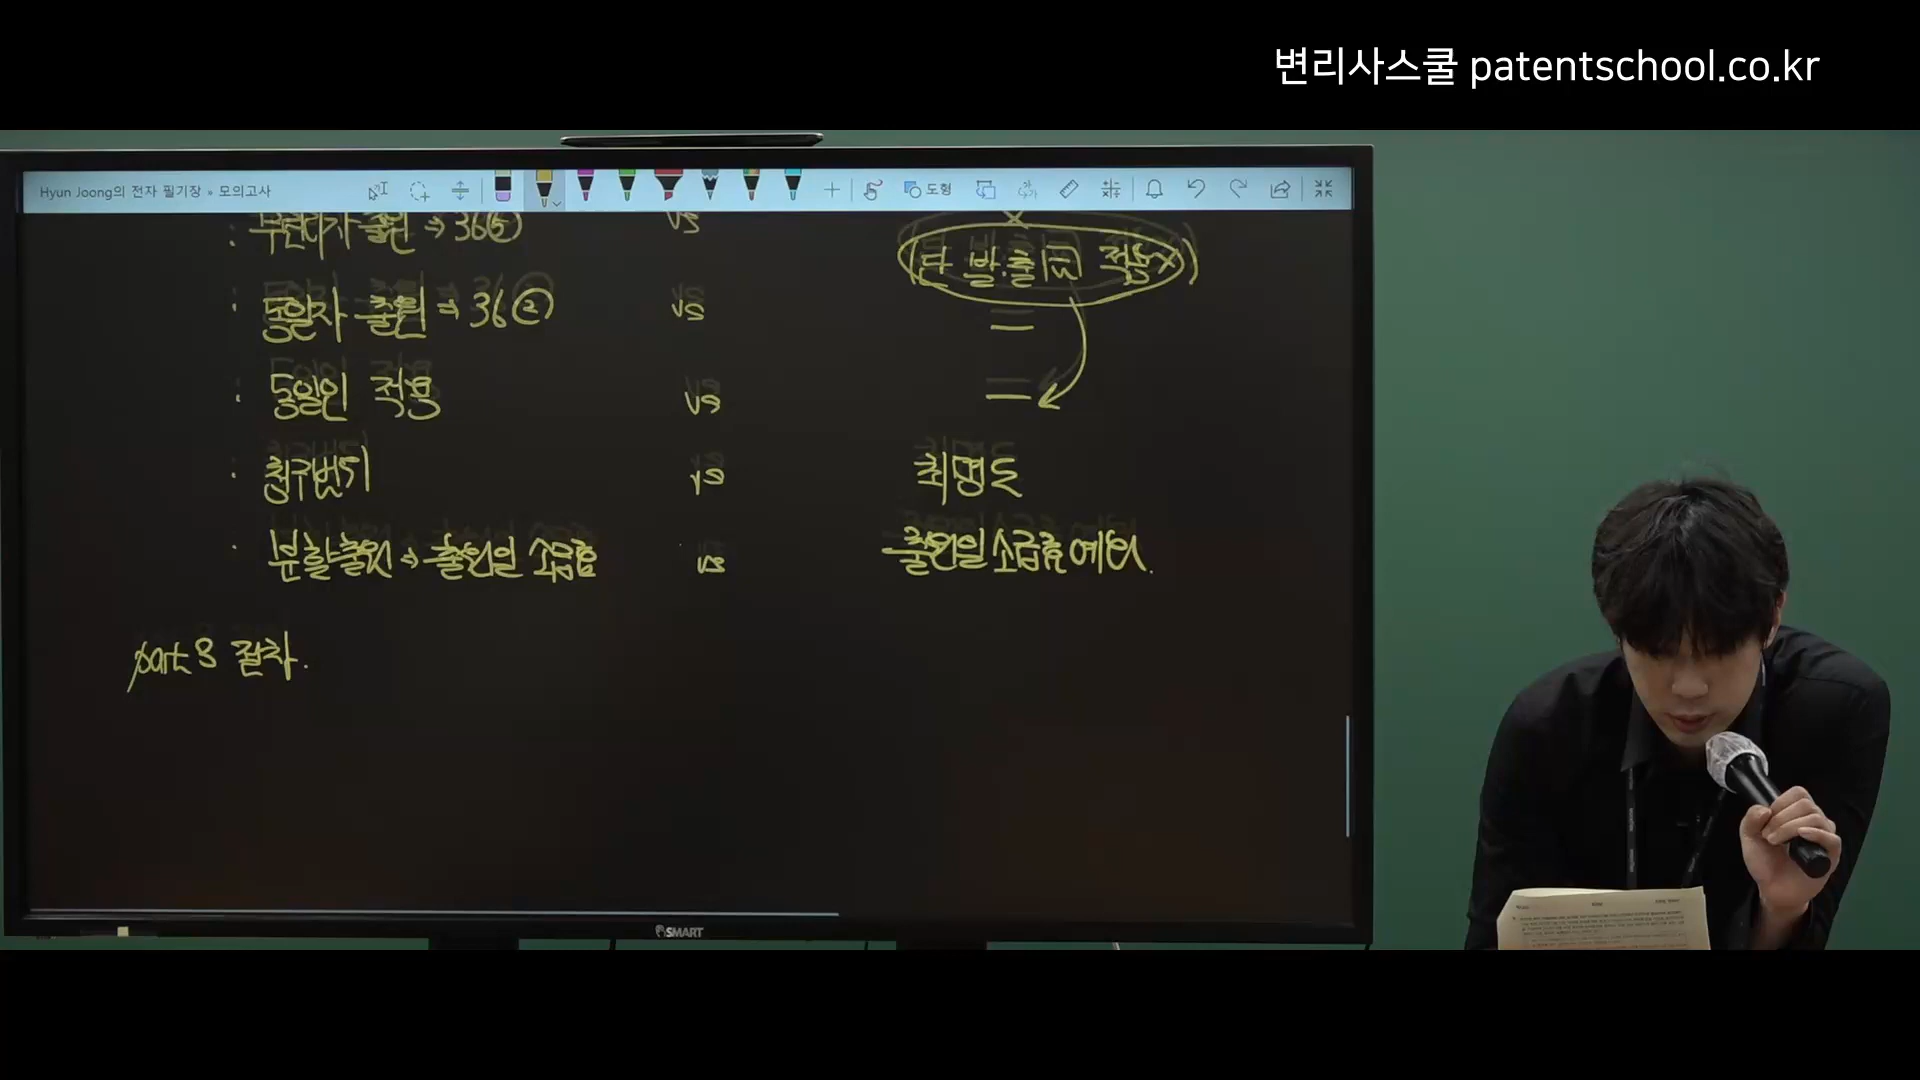 변리사스쿨 patentschool.co.kr
Hyun Joong의 전자 필기장 • 모의고사
도형
: 무권리자 출원 → 36⑤ vs
(단 발.출 적용X)
· 동일자 출원 → 36② vs =
· 동일인 적용 vs =
· 청구범위 vs 최명도
· 분할출원 → 출원일 소급효 vs 출원일 소급효 예외.
part 8 절차.
SMART